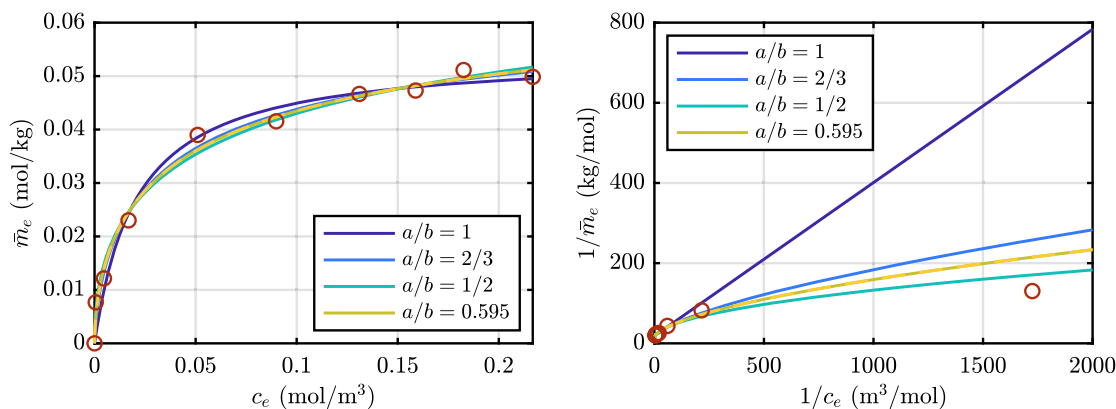 0.06
0.05
0.04
0.03
0.02
0.01
0
m̄ₑ (mol/kg)
a/b = 1
a/b = 2/3
a/b = 1/2
a/b = 0.595
0 0.05 0.1 0.15 0.2
cₑ (mol/m³)
800
600
400
200
0
1/m̄ₑ (kg/mol)
a/b = 1
a/b = 2/3
a/b = 1/2
a/b = 0.595
0 500 1000 1500 2000
1/cₑ (m³/mol)